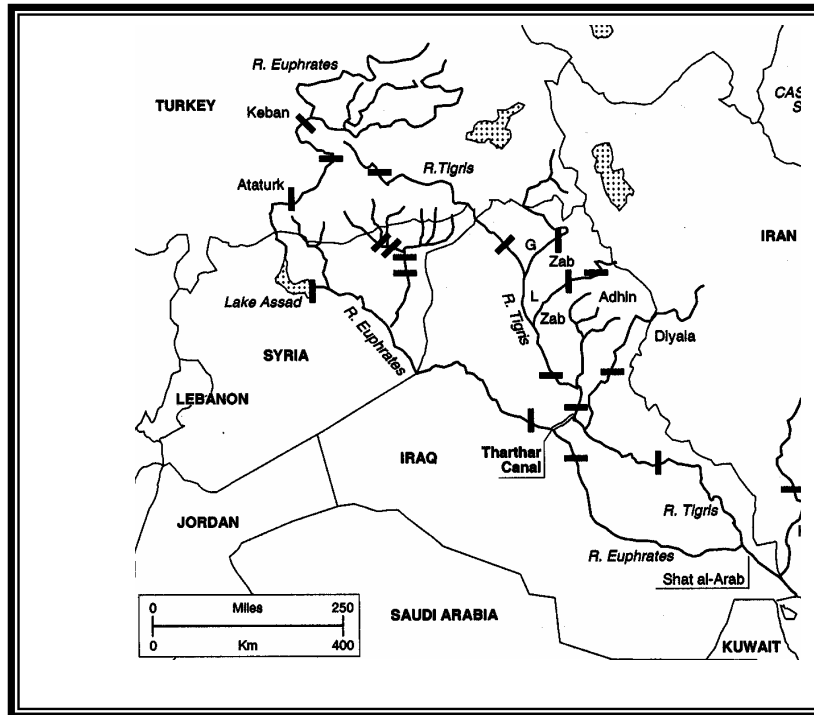 R. Euphrates
CAS
S
TURKEY
Keban
R.Tigris
Ataturk
IRAN
G
Zab
L
Zab
Adhin
R. Tigris
Lake Assad
R. Euphrates
Diyala
SYRIA
LEBANON
IRAQ
Tharthar
Canal
R. Tigris
JORDAN
R. Euphrates
Shat al-Arab
0 Miles 250
0 Km 400
SAUDI ARABIA
KUWAIT